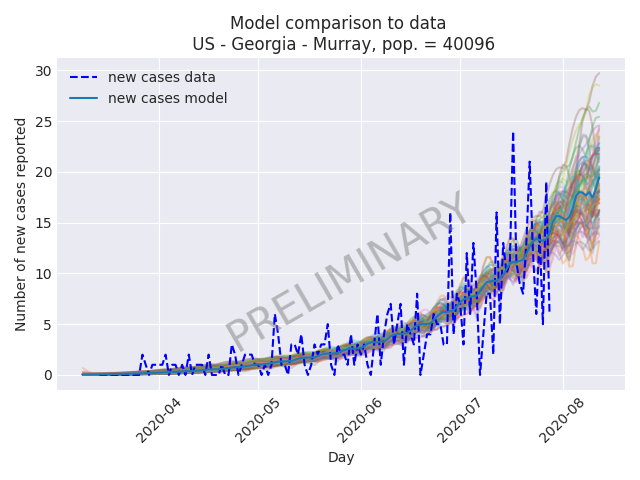 Model comparison to data
US - Georgia - Murray, pop. = 40096
new cases data
new cases model
PRELIMINARY
Number of new cases reported
30
25
20
15
10
5
0
2020-04
2020-05
2020-06
2020-07
2020-08
Day